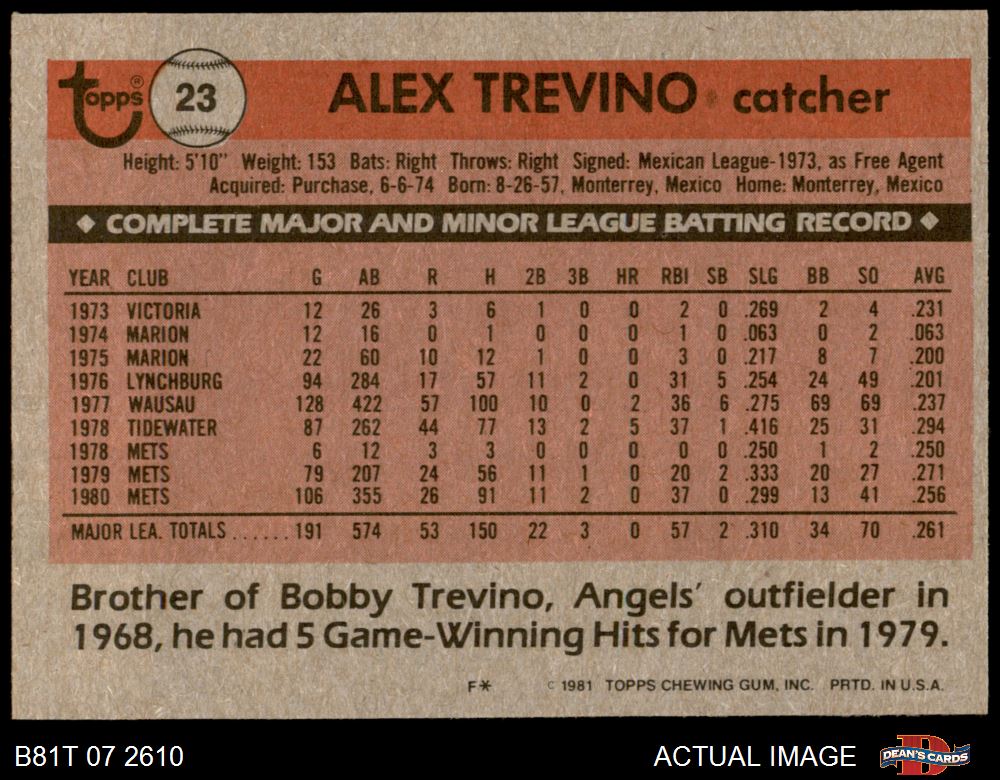 Topps® 23 ALEX TREVINO • catcher
Height: 5'10" Weight: 153 Bats: Right Throws: Right Signed: Mexican League-1973, as Free Agent
Acquired: Purchase, 6-6-74 Born: 8-26-57, Monterrey, Mexico Home: Monterrey, Mexico
◆ COMPLETE MAJOR AND MINOR LEAGUE BATTING RECORD ◆
YEAR CLUB G AB R H 2B 3B HR RBI SB SLG BB SO AVG
1973 VICTORIA 12 26 3 6 1 0 0 2 0 .269 2 4 .231
1974 MARION 12 16 0 1 0 0 0 1 0 .063 0 2 .063
1975 MARION 22 60 10 12 1 0 0 3 0 .217 8 7 .200
1976 LYNCHBURG 94 284 17 57 11 2 0 31 5 .254 24 49 .201
1977 WAUSAU 128 422 57 100 10 0 2 36 6 .275 69 69 .237
1978 TIDEWATER 87 262 44 77 13 2 5 37 1 .416 25 31 .294
1978 METS 6 12 3 3 0 0 0 0 0 .250 1 2 .250
1979 METS 79 207 24 56 11 1 0 20 2 .333 20 27 .271
1980 METS 106 355 26 91 11 2 0 37 0 .299 13 41 .256
MAJOR LEA. TOTALS ......191 574 53 150 22 3 0 57 2 .310 34 70 .261
Brother of Bobby Trevino, Angels' outfielder in
1968, he had 5 Game-Winning Hits for Mets in 1979.
F* © 1981 TOPPS CHEWING GUM, INC. PRTD. IN U.S.A.
B81T 07 2610 ACTUAL IMAGE DEAN'S CARDS